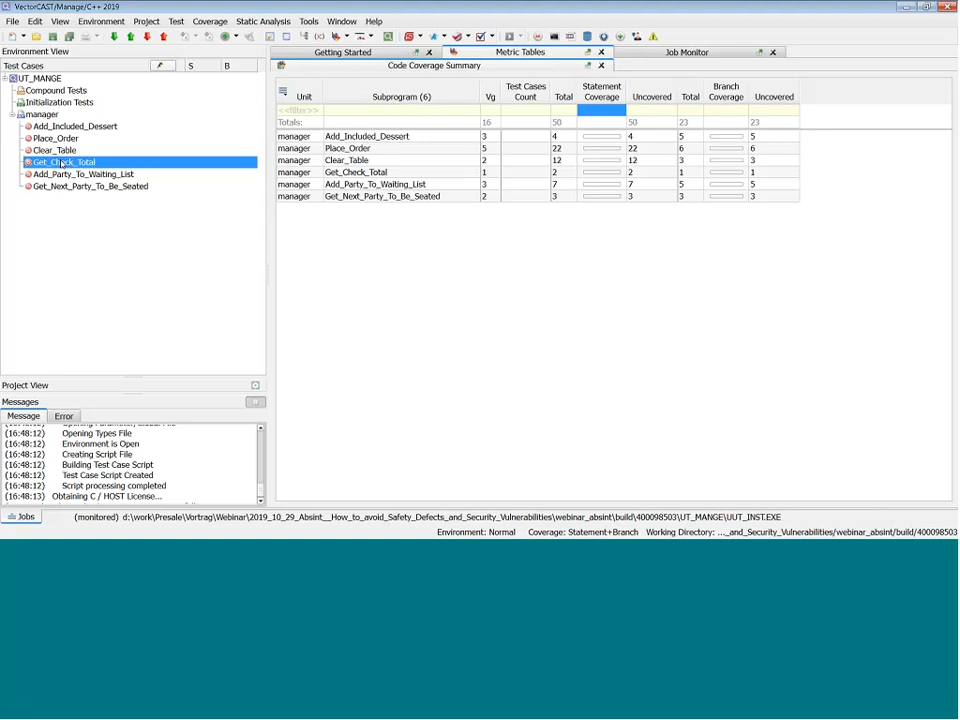 VectorCAST/Manage/C++ 2019
File Edit View Environment Project Test Coverage Static Analysis Tools Window Help
Environment View
Getting Started Metric Tables Job Monitor
Test Cases S B
Code Coverage Summary
UT_MANGE
Compound Tests
Initialization Tests
manager
Add_Included_Dessert
Place_Order
Clear_Table
Get_Check_Total
Add_Party_To_Waiting_List
Get_Next_Party_To_Be_Seated
Unit Subprogram (6) Vg Test Cases Count Total Statement Coverage Uncovered Total Branch Coverage Uncovered
<<filter>>
Totals: 16 50 50 23 23
manager Add_Included_Dessert 3 4 4 5 5
manager Place_Order 5 22 22 6 6
manager Clear_Table 2 12 12 3 3
manager Get_Check_Total 1 2 2 1 1
manager Add_Party_To_Waiting_List 3 7 7 5 5
manager Get_Next_Party_To_Be_Seated 2 3 3 3 3
Project View
Messages
Message Error
(16:48:12) Opening Types File
(16:48:12) Environment is Open
(16:48:12) Creating Script File
(16:48:12) Building Test Case Script
(16:48:12) Test Case Script Created
(16:48:12) Script processing completed
(16:48:13) Obtaining C / HOST License...
Jobs (monitored) d:\work\Presale\Vortrag\Webinar\2019_10_29_Absint__How_to_avoid_Safety_Defects_and_Security_Vulnerabilities\webinar_absint\build\400098503\UT_MANGE\UUT_INST.EXE
Environment: Normal Coverage: Statement+Branch Working Directory: ..._and_Security_Vulnerabilities/webinar_absint/build/400098503